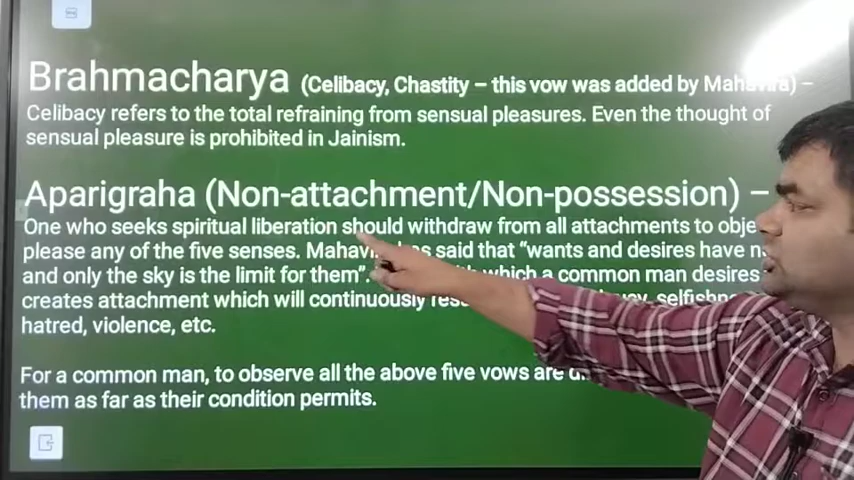 Brahmacharya (Celibacy, Chastity – this vow was added by Mahavira) –
Celibacy refers to the total refraining from sensual pleasures. Even the thought of
sensual pleasure is prohibited in Jainism.
Aparigraha (Non-attachment/Non-possession) –
One who seeks spiritual liberation should withdraw from all attachments to
please any of the five senses. has said that “wants and desires have
and only the sky is the limit for them”. which a common man desires
creates attachment which will continuously selfishness
hatred, violence, etc.
For a common man, to observe all the above five vows are
them as far as their condition permits.